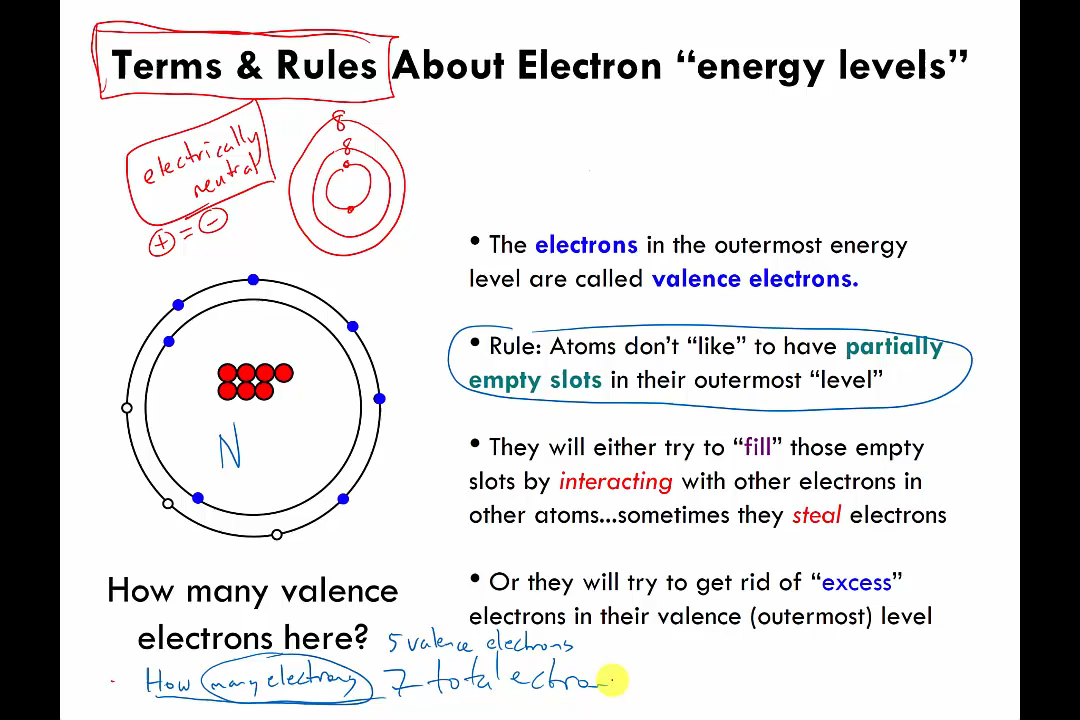 Terms & Rules About Electron “energy levels”
electrically
neutral
+ = -
8
8
• The electrons in the outermost energy
level are called valence electrons.
• Rule: Atoms don’t “like” to have partially
empty slots in their outermost “level”
N
• They will either try to “fill” those empty
slots by interacting with other electrons in
other atoms...sometimes they steal electrons
• Or they will try to get rid of “excess”
electrons in their valence (outermost) level
How many valence
electrons here? 5 valence electrons
How many electrons 7 total ectron